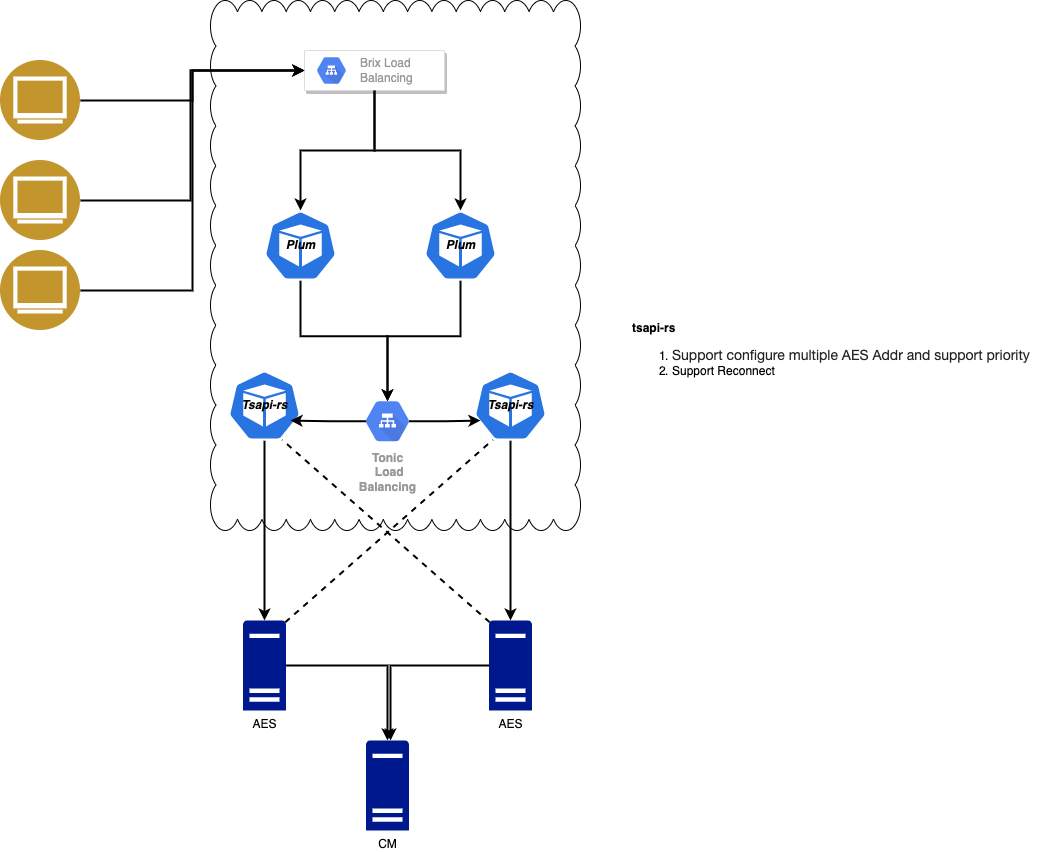 Brix Load
Balancing
Plum
Plum
tsapi-rs
1. Support configure multiple AES Addr and support priority
2. Support Reconnect
Tsapi-rs
Tsapi-rs
Tonic
Load
Balancing
AES
AES
CM